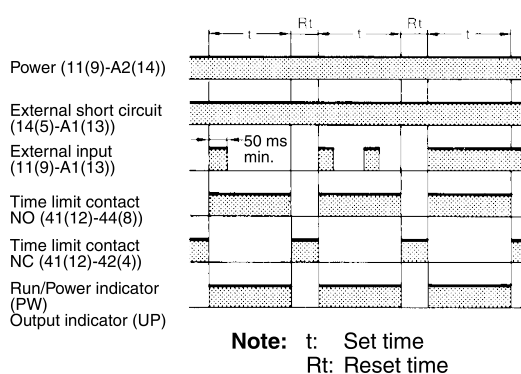 Rt Rt
t t t
Power (11(9)-A2(14))
External short circuit
(14(5)-A1(13))
External input
(11(9)-A1(13))
50 ms
min.
Time limit contact
NO (41(12)-44(8))
Time limit contact
NC (41(12)-42(4))
Run/Power indicator
(PW)
Output indicator (UP)
Note: t: Set time
Rt: Reset time